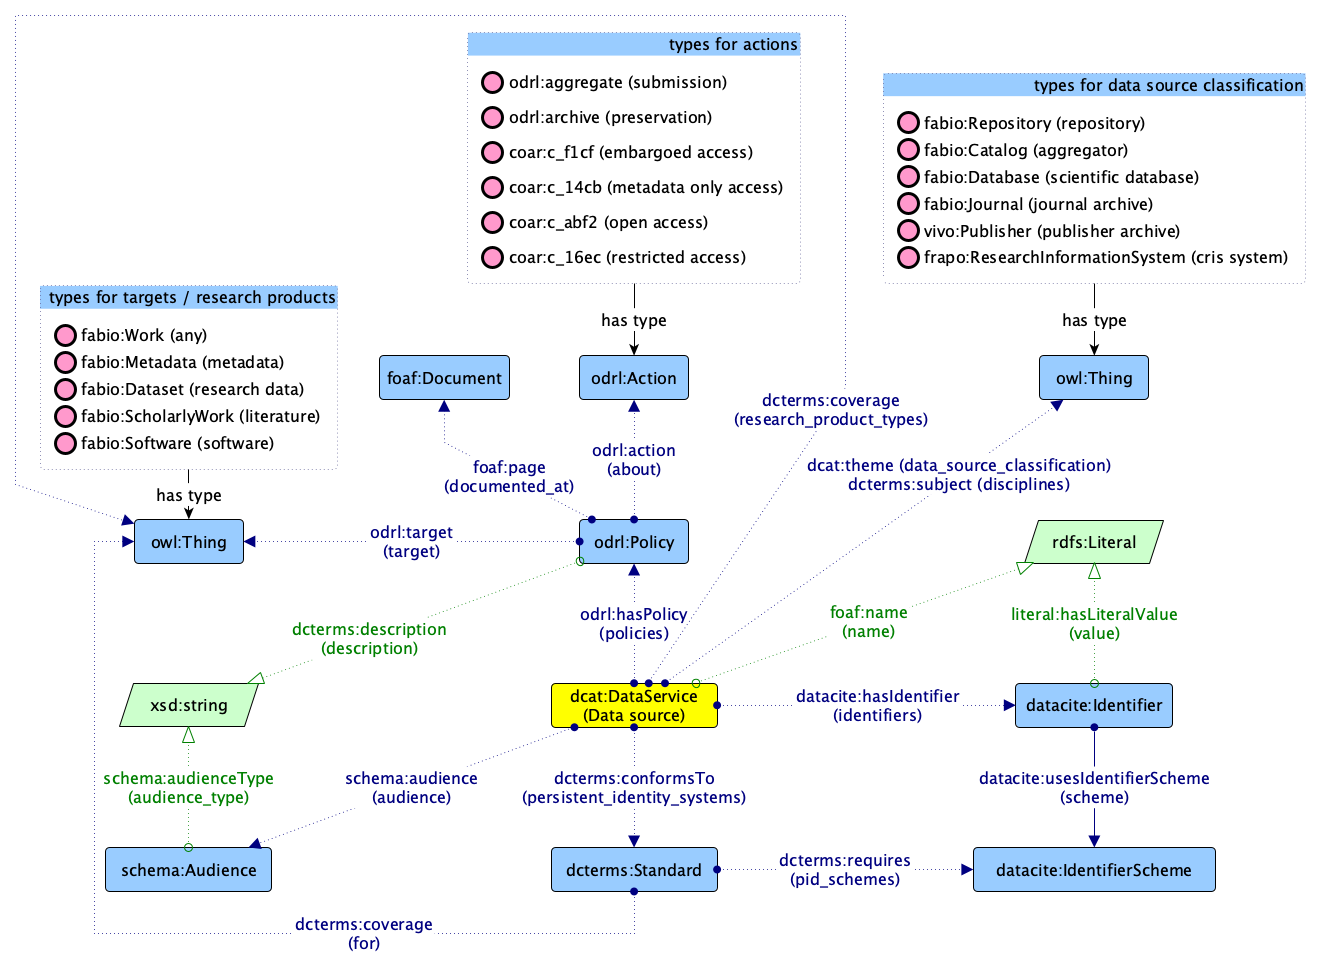 types for actions
odrl:aggregate (submission)
odrl:archive (preservation)
coar:c_f1cf (embargoed access)
coar:c_14cb (metadata only access)
coar:c_abf2 (open access)
coar:c_16ec (restricted access)
types for data source classification
fabio:Repository (repository)
fabio:Catalog (aggregator)
fabio:Database (scientific database)
fabio:Journal (journal archive)
vivo:Publisher (publisher archive)
frapo:ResearchInformationSystem (cris system)
types for targets / research products
fabio:Work (any)
fabio:Metadata (metadata)
fabio:Dataset (research data)
fabio:ScholarlyWork (literature)
fabio:Software (software)
has type
has type
has type
foaf:Document
odrl:Action
owl:Thing
dcterms:coverage
(research_product_types)
odrl:action
(about)
foaf:page
(documented_at)
dcat:theme (data_source_classification)
dcterms:subject (disciplines)
owl:Thing
odrl:target
(target)
odrl:Policy
rdfs:Literal
dcterms:description
(description)
odrl:hasPolicy
(policies)
foaf:name
(name)
literal:hasLiteralValue
(value)
xsd:string
dcat:DataService
(Data source)
datacite:hasIdentifier
(identifiers)
datacite:Identifier
schema:audienceType
(audience_type)
schema:audience
(audience)
dcterms:conformsTo
(persistent_identity_systems)
datacite:usesIdentifierScheme
(scheme)
schema:Audience
dcterms:Standard
dcterms:requires
(pid_schemes)
datacite:IdentifierScheme
dcterms:coverage
(for)